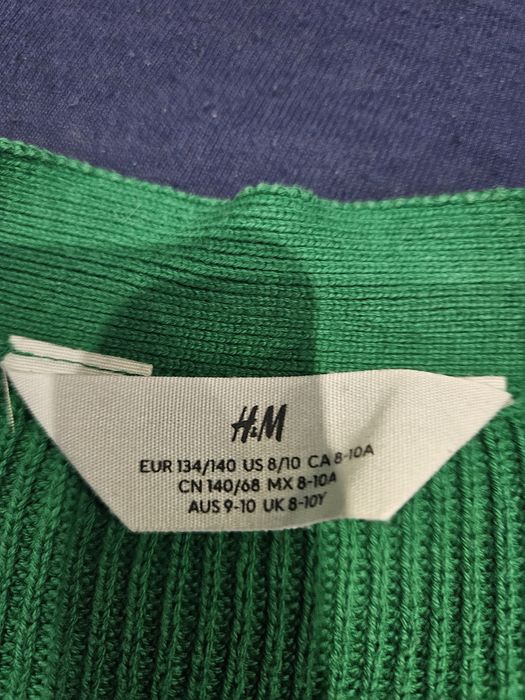 H&M
EUR 134/140 US 8/10 CA 8-10A
CN 140/68 MX 8-10A
AUS 9-10 UK 8-10Y